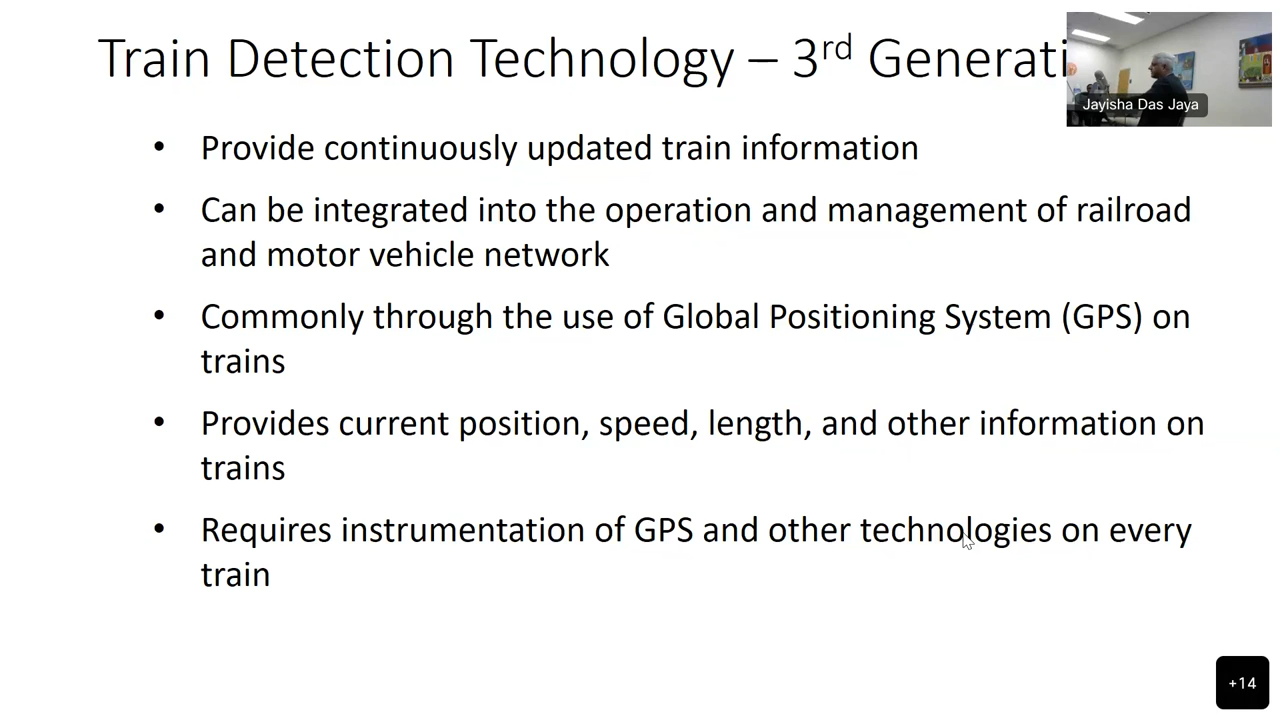 Train Detection Technology – 3rd Generati
Jayisha Das Jaya
• Provide continuously updated train information
• Can be integrated into the operation and management of railroad
and motor vehicle network
• Commonly through the use of Global Positioning System (GPS) on
trains
• Provides current position, speed, length, and other information on
trains
• Requires instrumentation of GPS and other technologies on every
train
+14